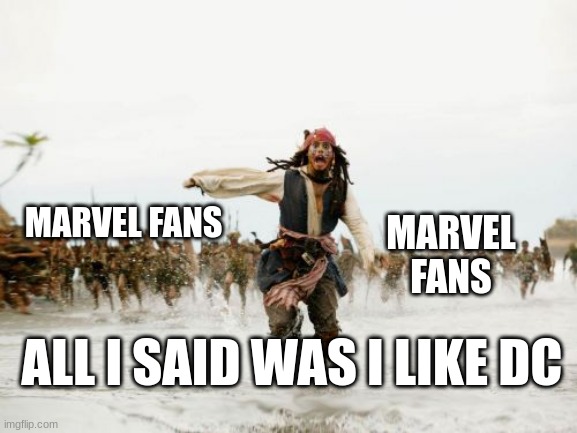 MARVEL FANS
MARVEL
FANS
ALL I SAID WAS I LIKE DC
imgflip.com